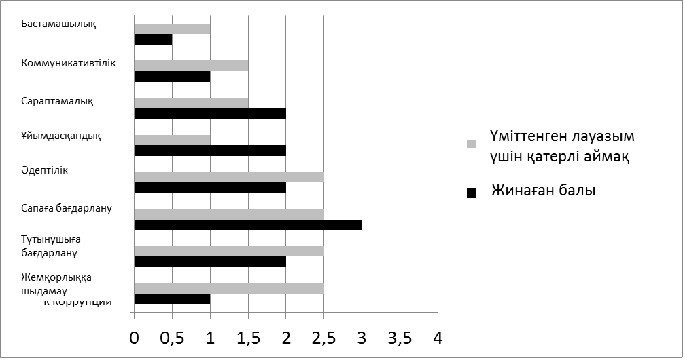 Бастамашылық
Коммуникативтілік
Сараптамалық
Ұйымдасқандық
Әдептілік
Сапаға бағдарлану
Тұтынушыға
бағдарлану
Жемқорлыққа
шыдамау
к коррупции
0 0,5 1 1,5 2 2,5 3 3,5 4
Үміттенген лауазым
үшін қатерлі аймақ
Жинаған балы